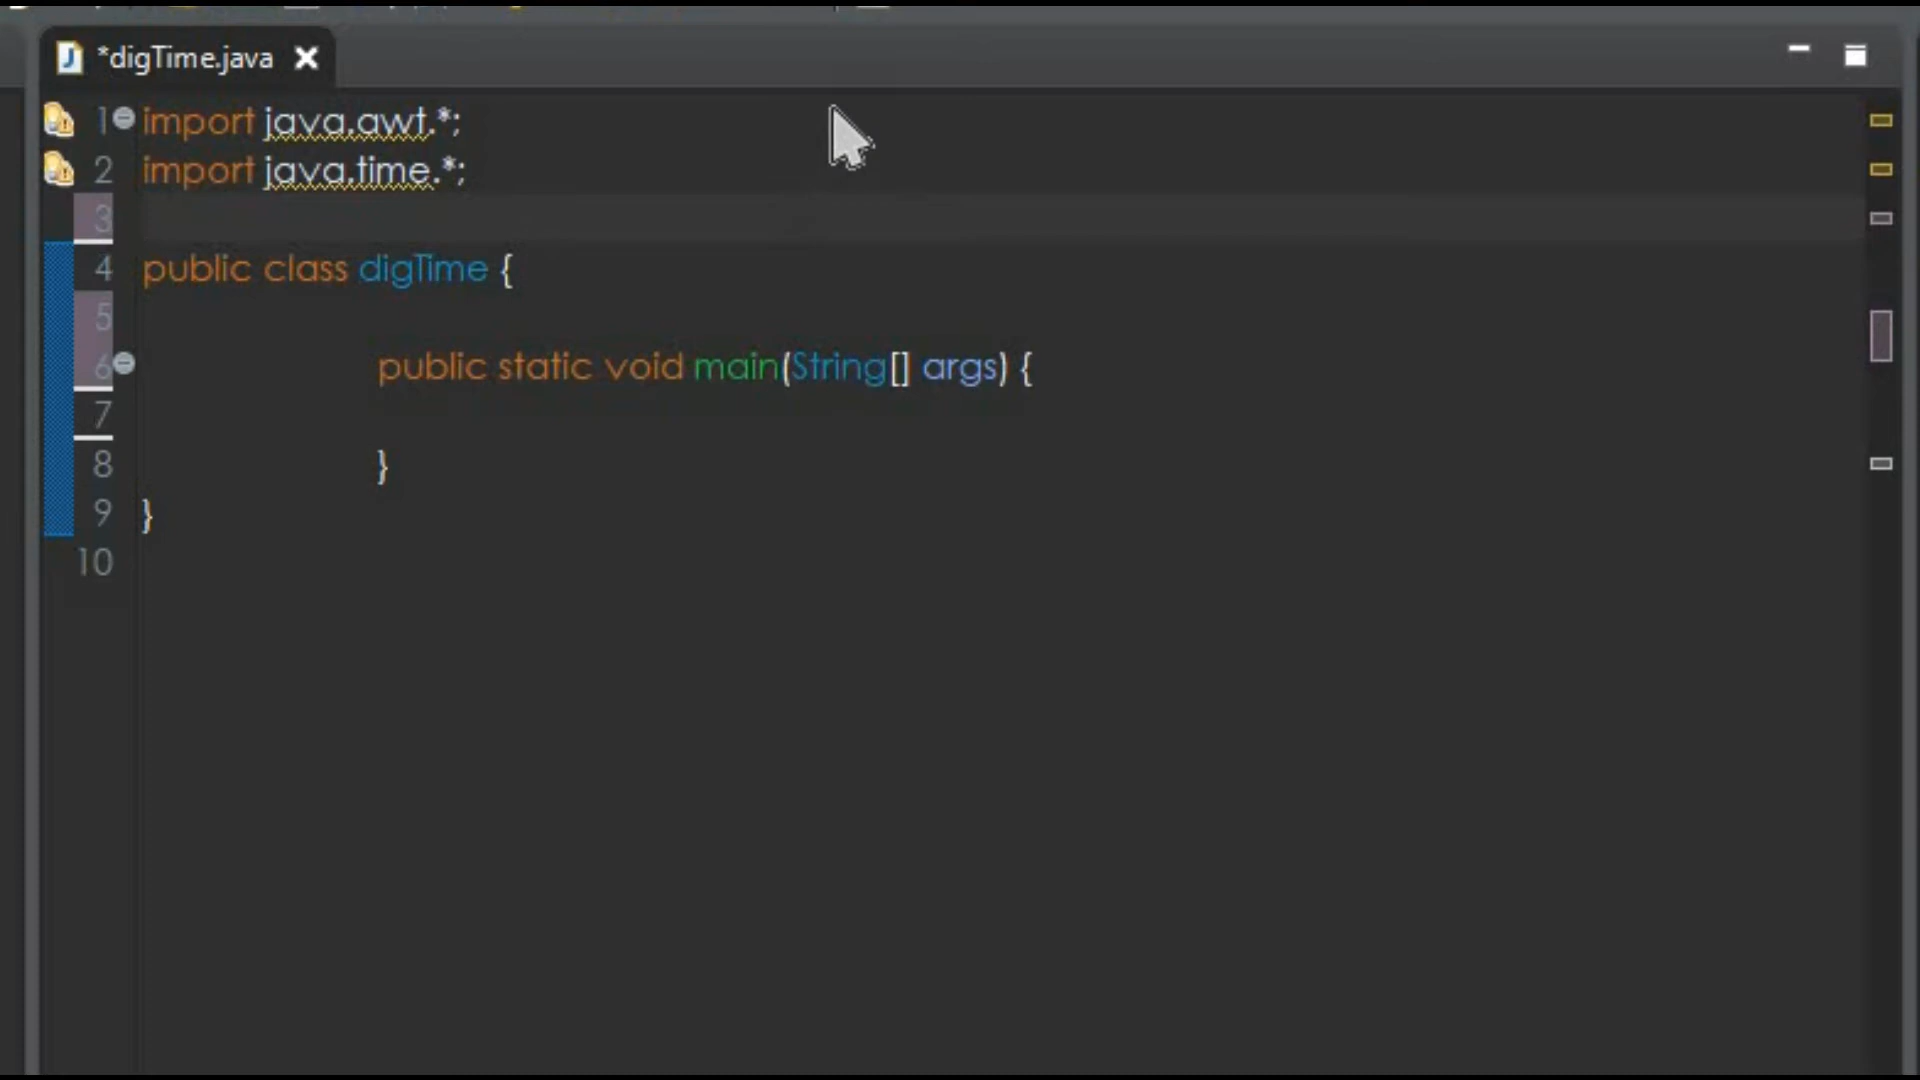 *digTime.java
1 import java.awt.*;
2 import java.time.*;
3
4 public class digTime {
5
6 public static void main(String[] args) {
7
8 }
9 }
10